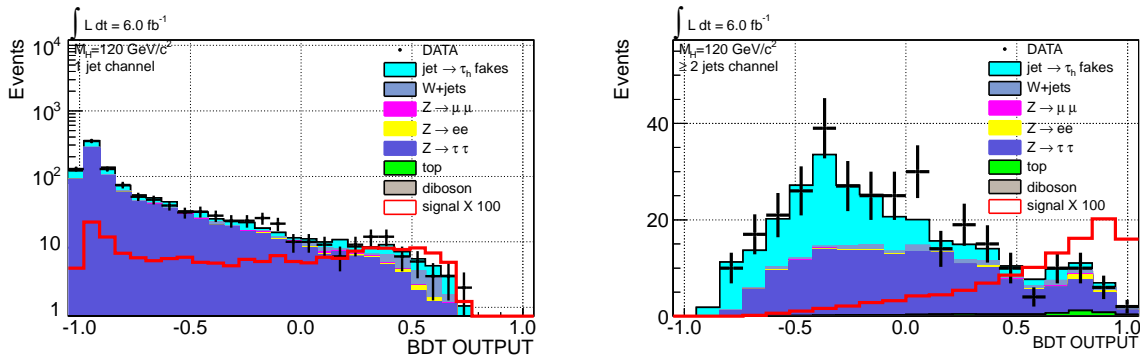 ∫ L dt = 6.0 fb⁻¹
M_H=120 GeV/c²
1 jet channel
Events
10⁴
10³
10²
10
1
DATA
jet → τ_h fakes
W+jets
Z → μ μ
Z → ee
Z → τ τ
top
diboson
signal X 100
-1.0 -0.5 0.0 0.5 1.0
BDT OUTPUT
∫ L dt = 6.0 fb⁻¹
M_H=120 GeV/c²
≥ 2 jets channel
Events
40
20
0
DATA
jet → τ_h fakes
W+jets
Z → μ μ
Z → ee
Z → τ τ
top
diboson
signal X 100
-1.0 -0.5 0.0 0.5 1.0
BDT OUTPUT